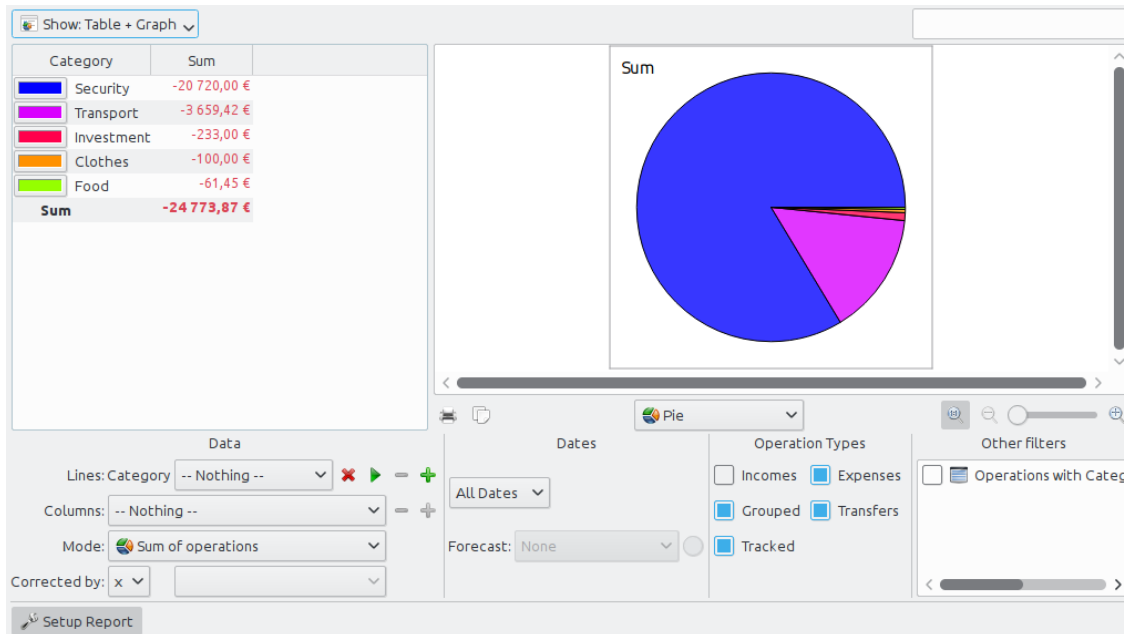 Show: Table + Graph
Category Sum
Security -20 720,00 €
Transport -3 659,42 €
Investment -233,00 €
Clothes -100,00 €
Food -61,45 €
Sum -24 773,87 €
Sum
Pie
Data
Lines: Category -- Nothing --
Columns: -- Nothing --
Mode: Sum of operations
Corrected by: x
Dates
All Dates
Forecast: None
Operation Types
Incomes Expenses
Grouped Transfers
Tracked
Other filters
Operations with Categ
Setup Report